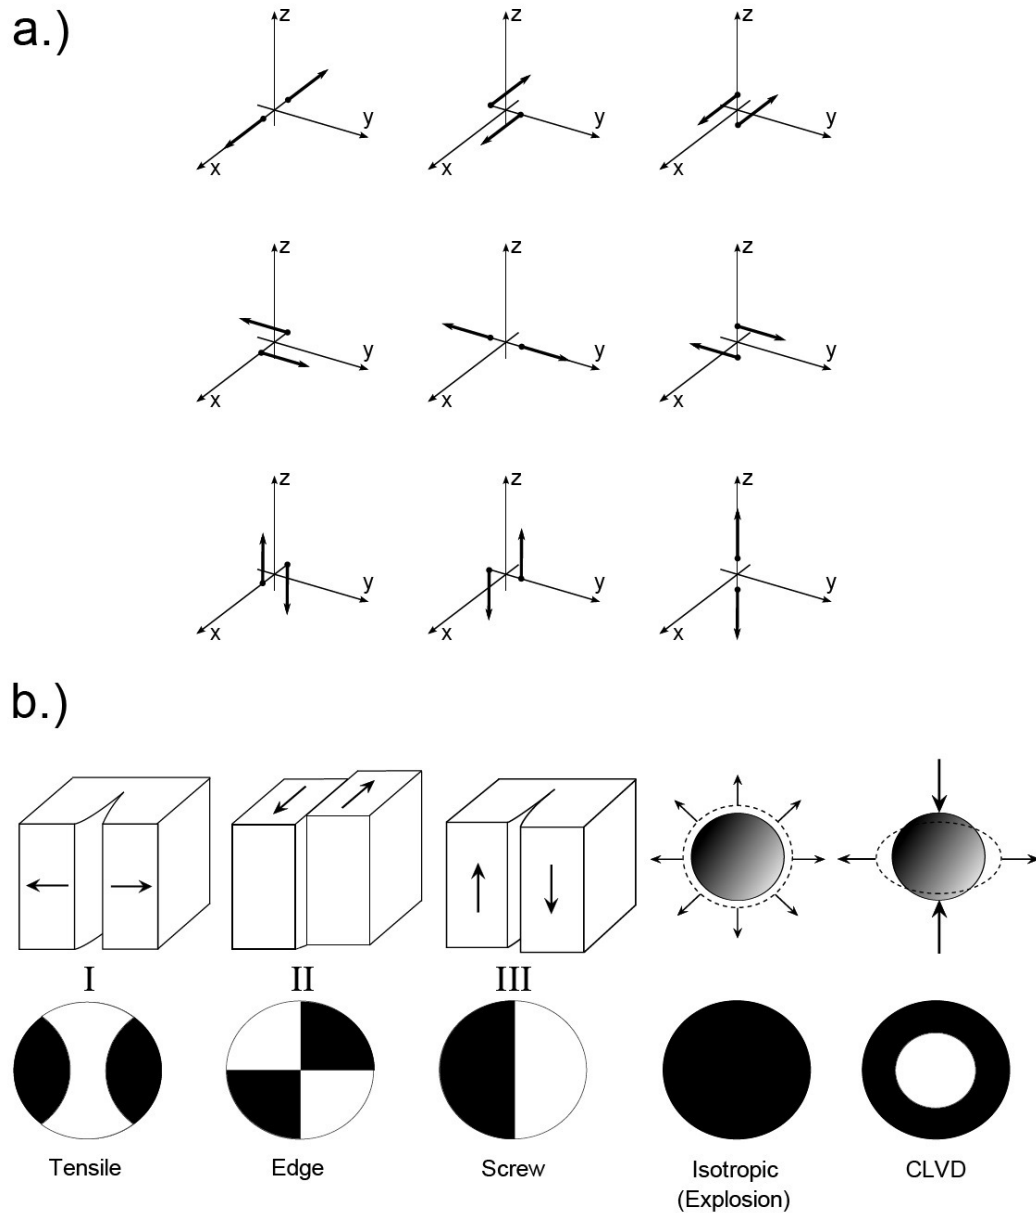 a.)
z z z
y y y
x x x
z z z
y y y
x x x
z z z
y y y
x x x
b.)
I II III
Tensile Edge Screw Isotropic CLVD
(Explosion)